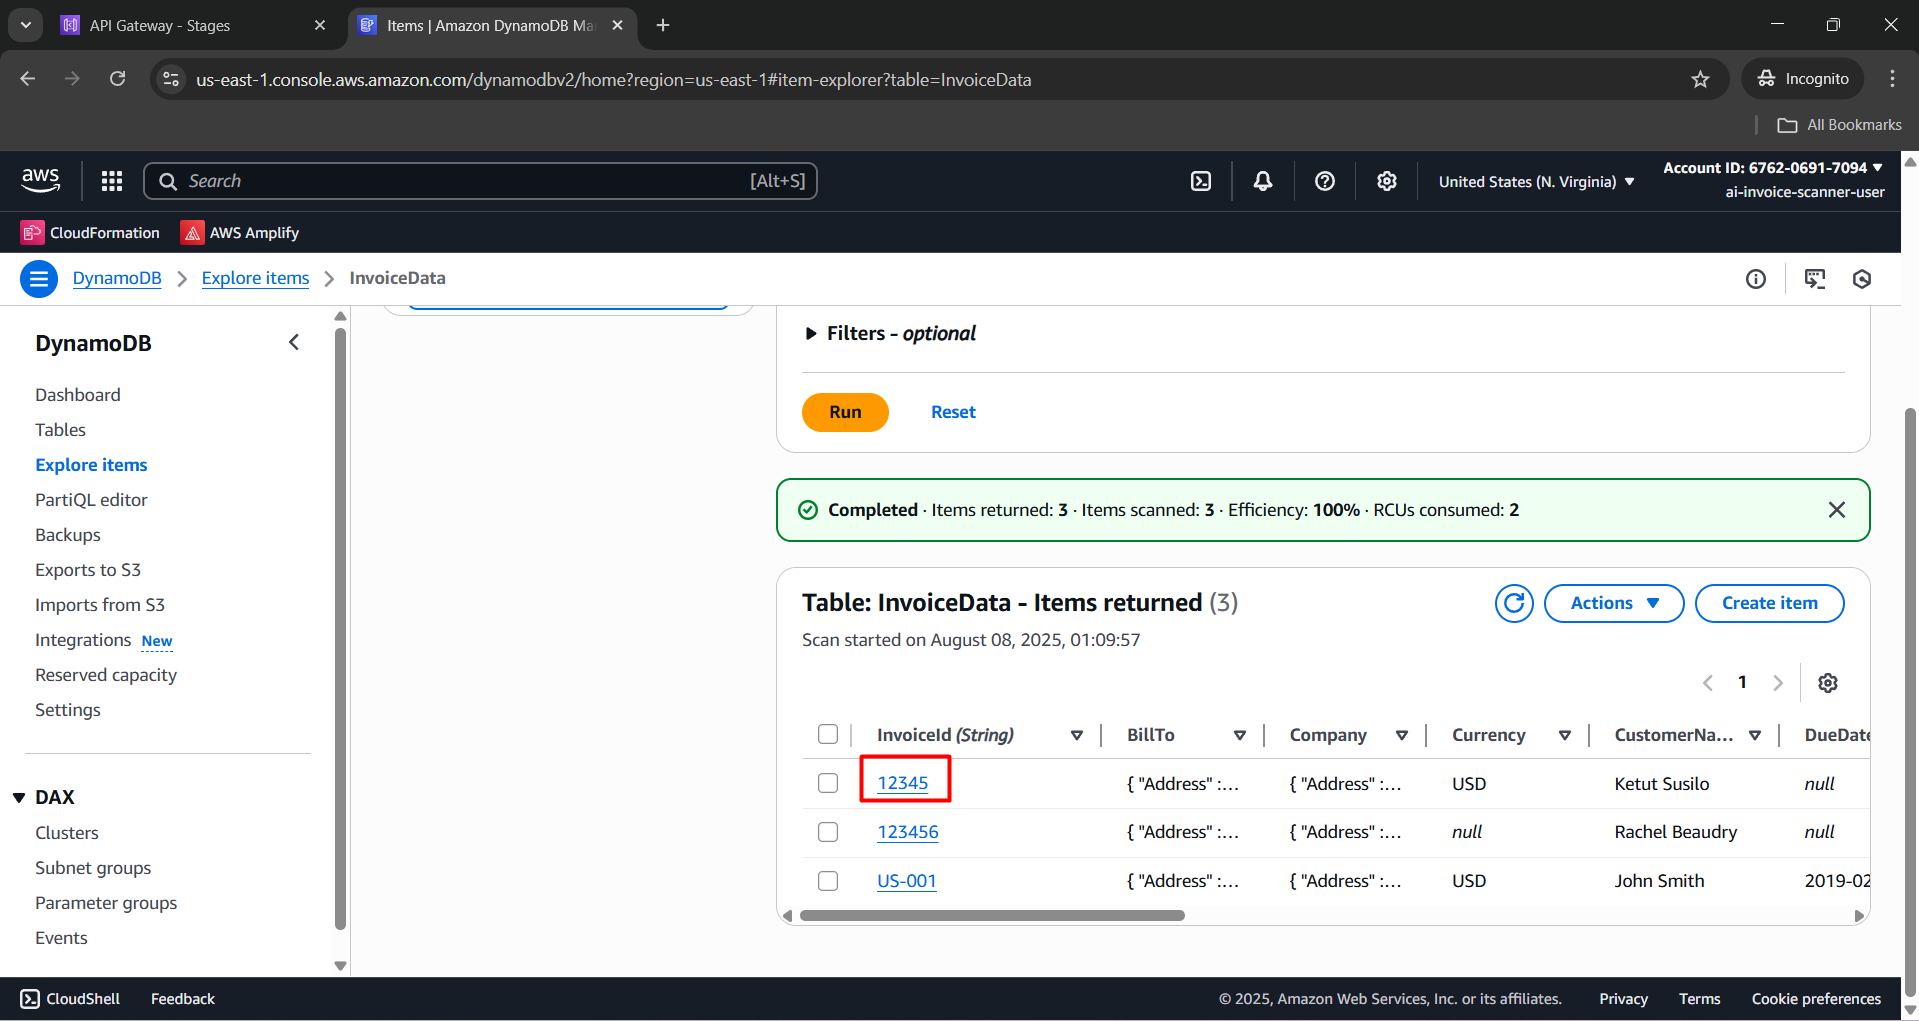 API Gateway - Stages
Items | Amazon DynamoDB Ma
us-east-1.console.aws.amazon.com/dynamodbv2/home?region=us-east-1#item-explorer?table=InvoiceData
Incognito
All Bookmarks
aws
Search [Alt+S]
United States (N. Virginia)
Account ID: 6762-0691-7094
ai-invoice-scanner-user
CloudFormation
AWS Amplify
DynamoDB > Explore items > InvoiceData
DynamoDB
Dashboard
Tables
Explore items
PartiQL editor
Backups
Exports to S3
Imports from S3
Integrations New
Reserved capacity
Settings
DAX
Clusters
Subnet groups
Parameter groups
Events
Filters - optional
Run Reset
Completed · Items returned: 3 · Items scanned: 3 · Efficiency: 100% · RCUs consumed: 2
Table: InvoiceData - Items returned (3)
Actions
Create item
Scan started on August 08, 2025, 01:09:57
1
InvoiceId (String) BillTo Company Currency CustomerNa... DueDate
12345 { "Address" :... { "Address" :... USD Ketut Susilo null
123456 { "Address" :... { "Address" :... null Rachel Beaudry null
US-001 { "Address" :... { "Address" :... USD John Smith 2019-02
CloudShell Feedback © 2025, Amazon Web Services, Inc. or its affiliates. Privacy Terms Cookie preferences